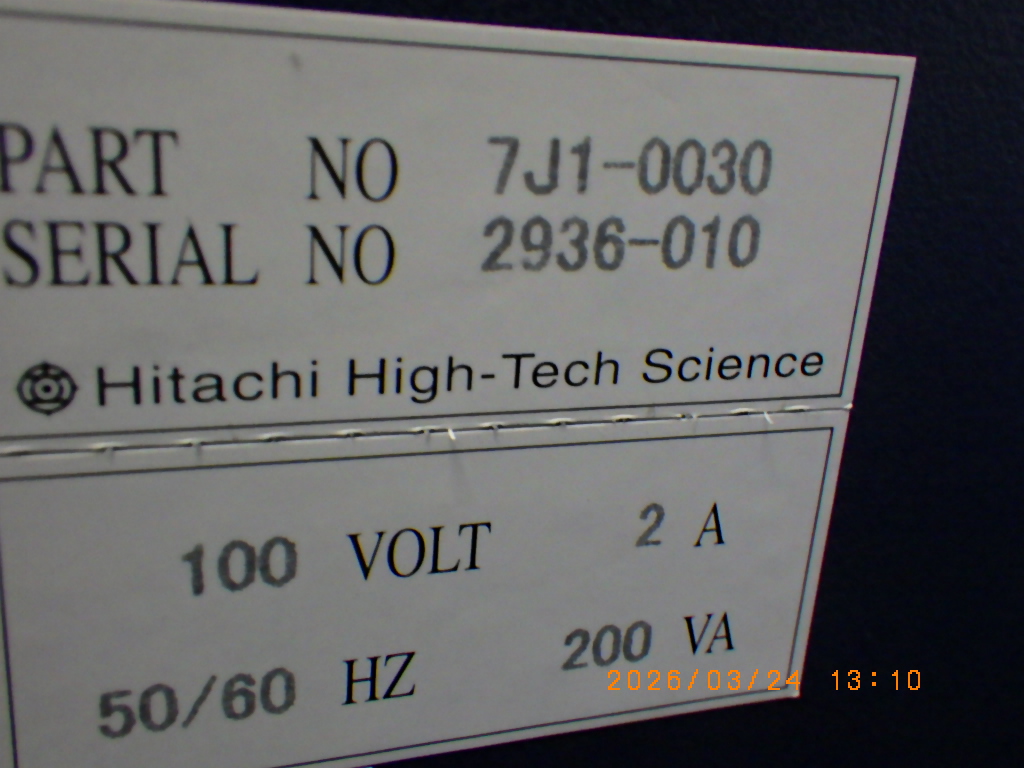 PART NO 7J1-0030
SERIAL NO 2936-010
Hitachi High-Tech Science
100 VOLT 2 A
50/60 HZ 200 VA
2026/03/24 13:10